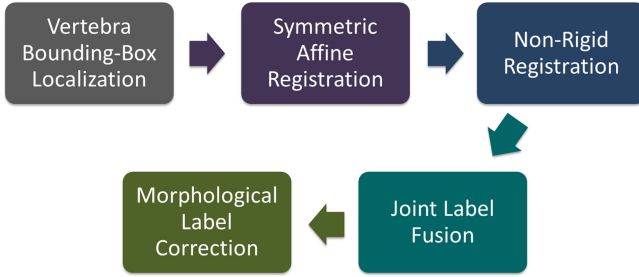 Vertebra
Bounding-Box
Localization
Symmetric
Affine
Registration
Non-Rigid
Registration
Joint Label
Fusion
Morphological
Label
Correction